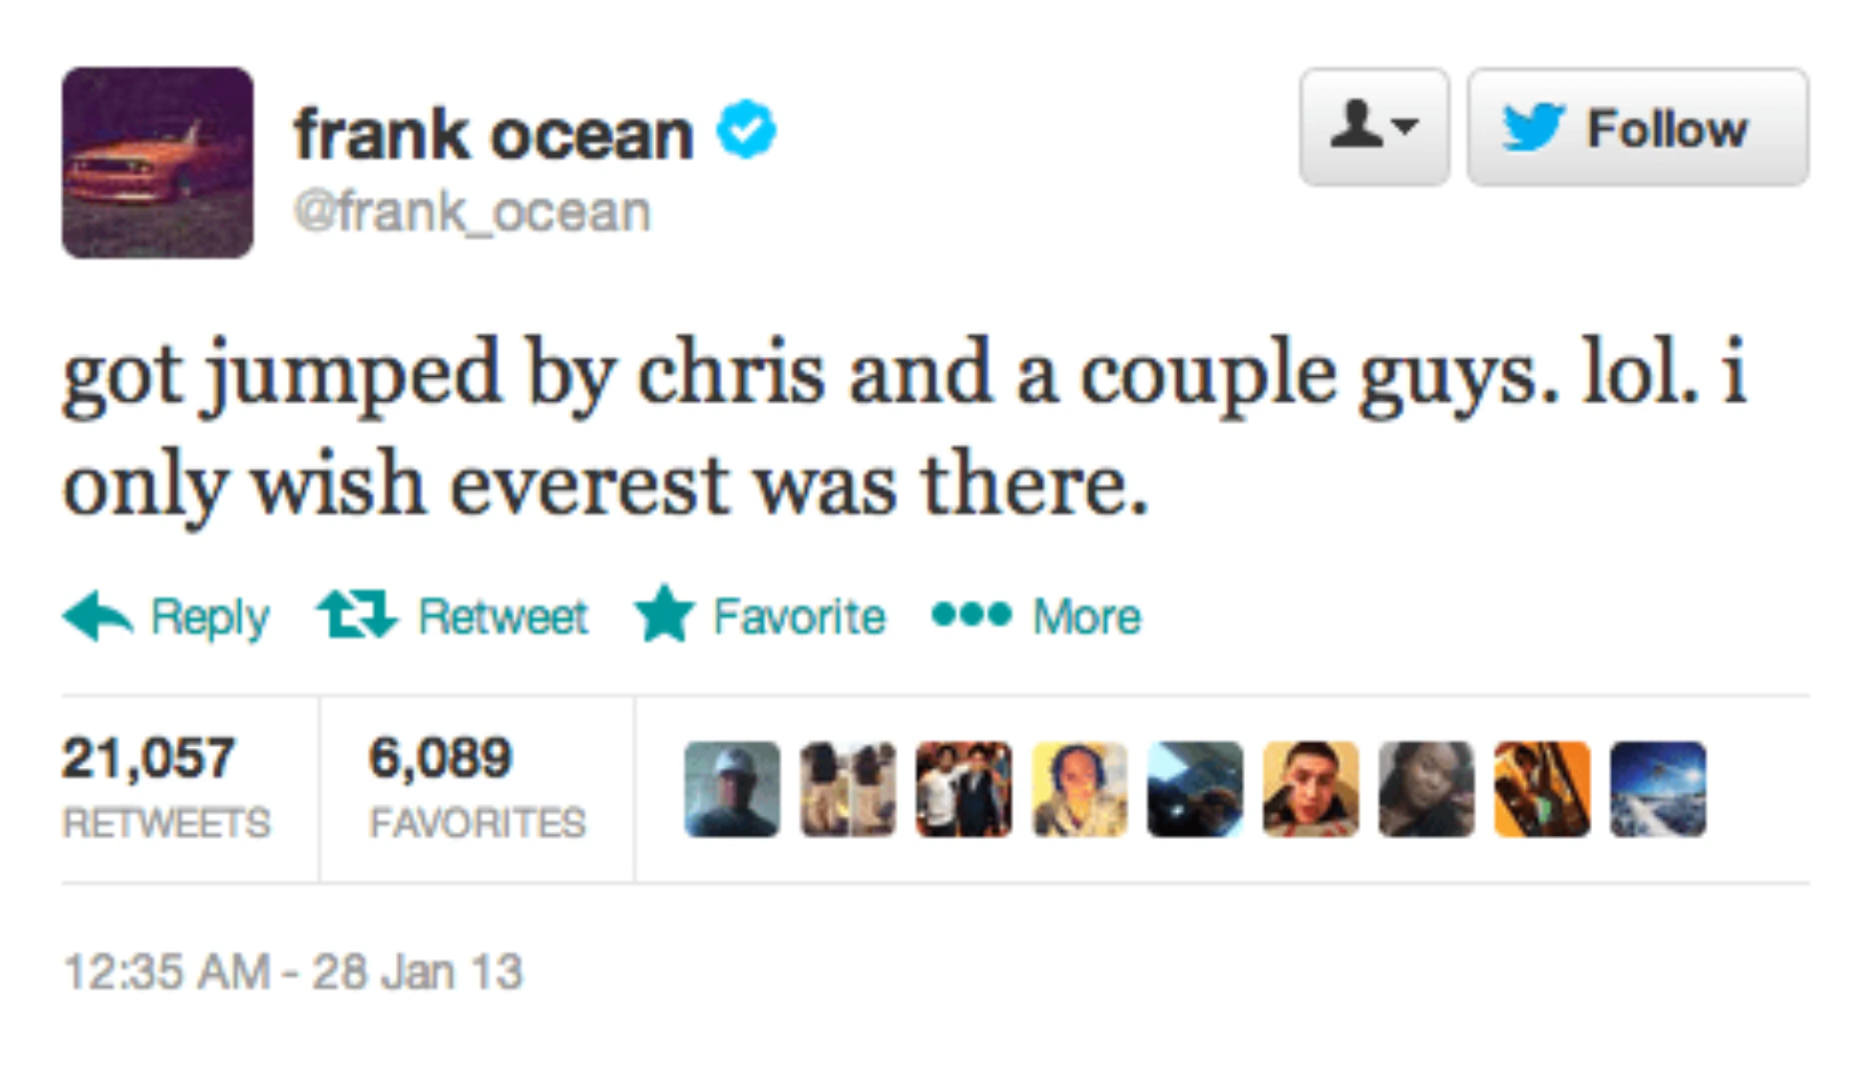 frank ocean
@frank_ocean
Follow
got jumped by chris and a couple guys. lol. i
only wish everest was there.
Reply Retweet Favorite More
21,057 6,089
RETWEETS FAVORITES
12:35 AM - 28 Jan 13